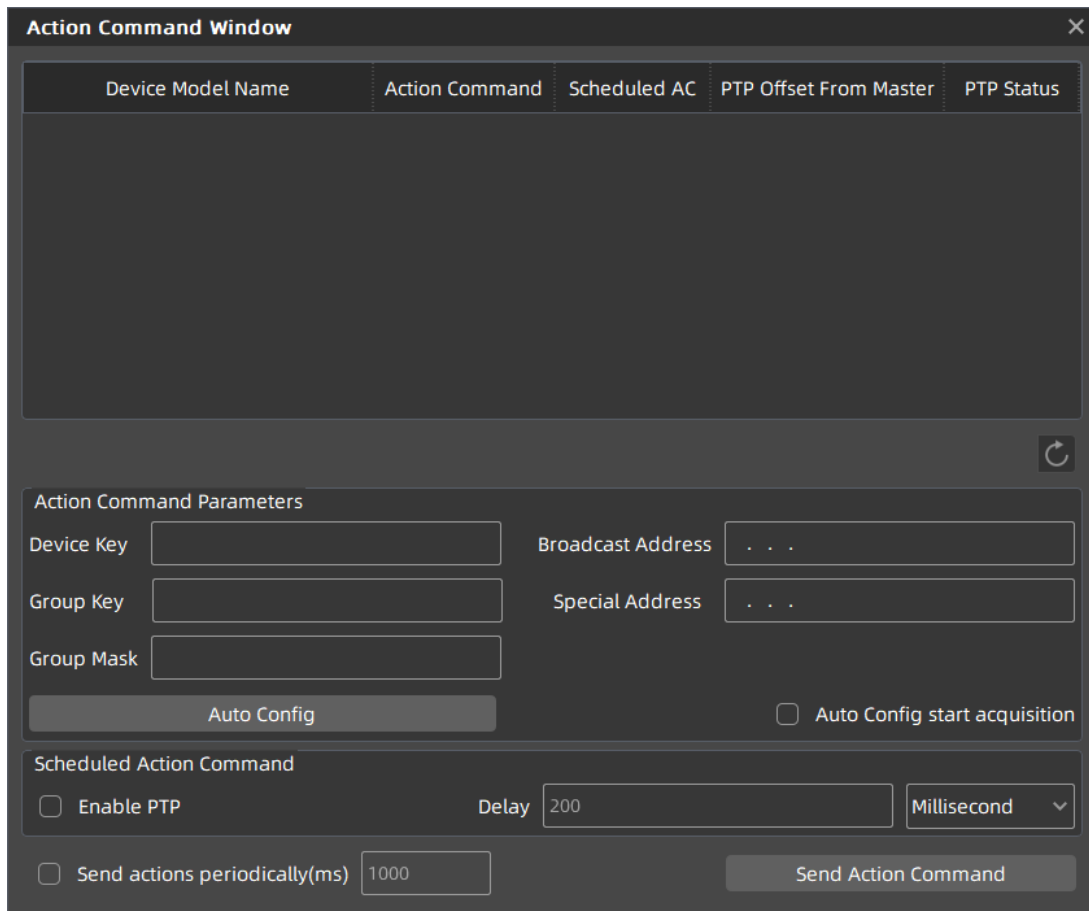 Action Command Window
Device Model Name Action Command Scheduled AC PTP Offset From Master PTP Status
Action Command Parameters
Device Key Broadcast Address . . .
Group Key Special Address . . .
Group Mask
Auto Config Auto Config start acquisition
Scheduled Action Command
Enable PTP Delay 200 Millisecond
Send actions periodically(ms) 1000 Send Action Command